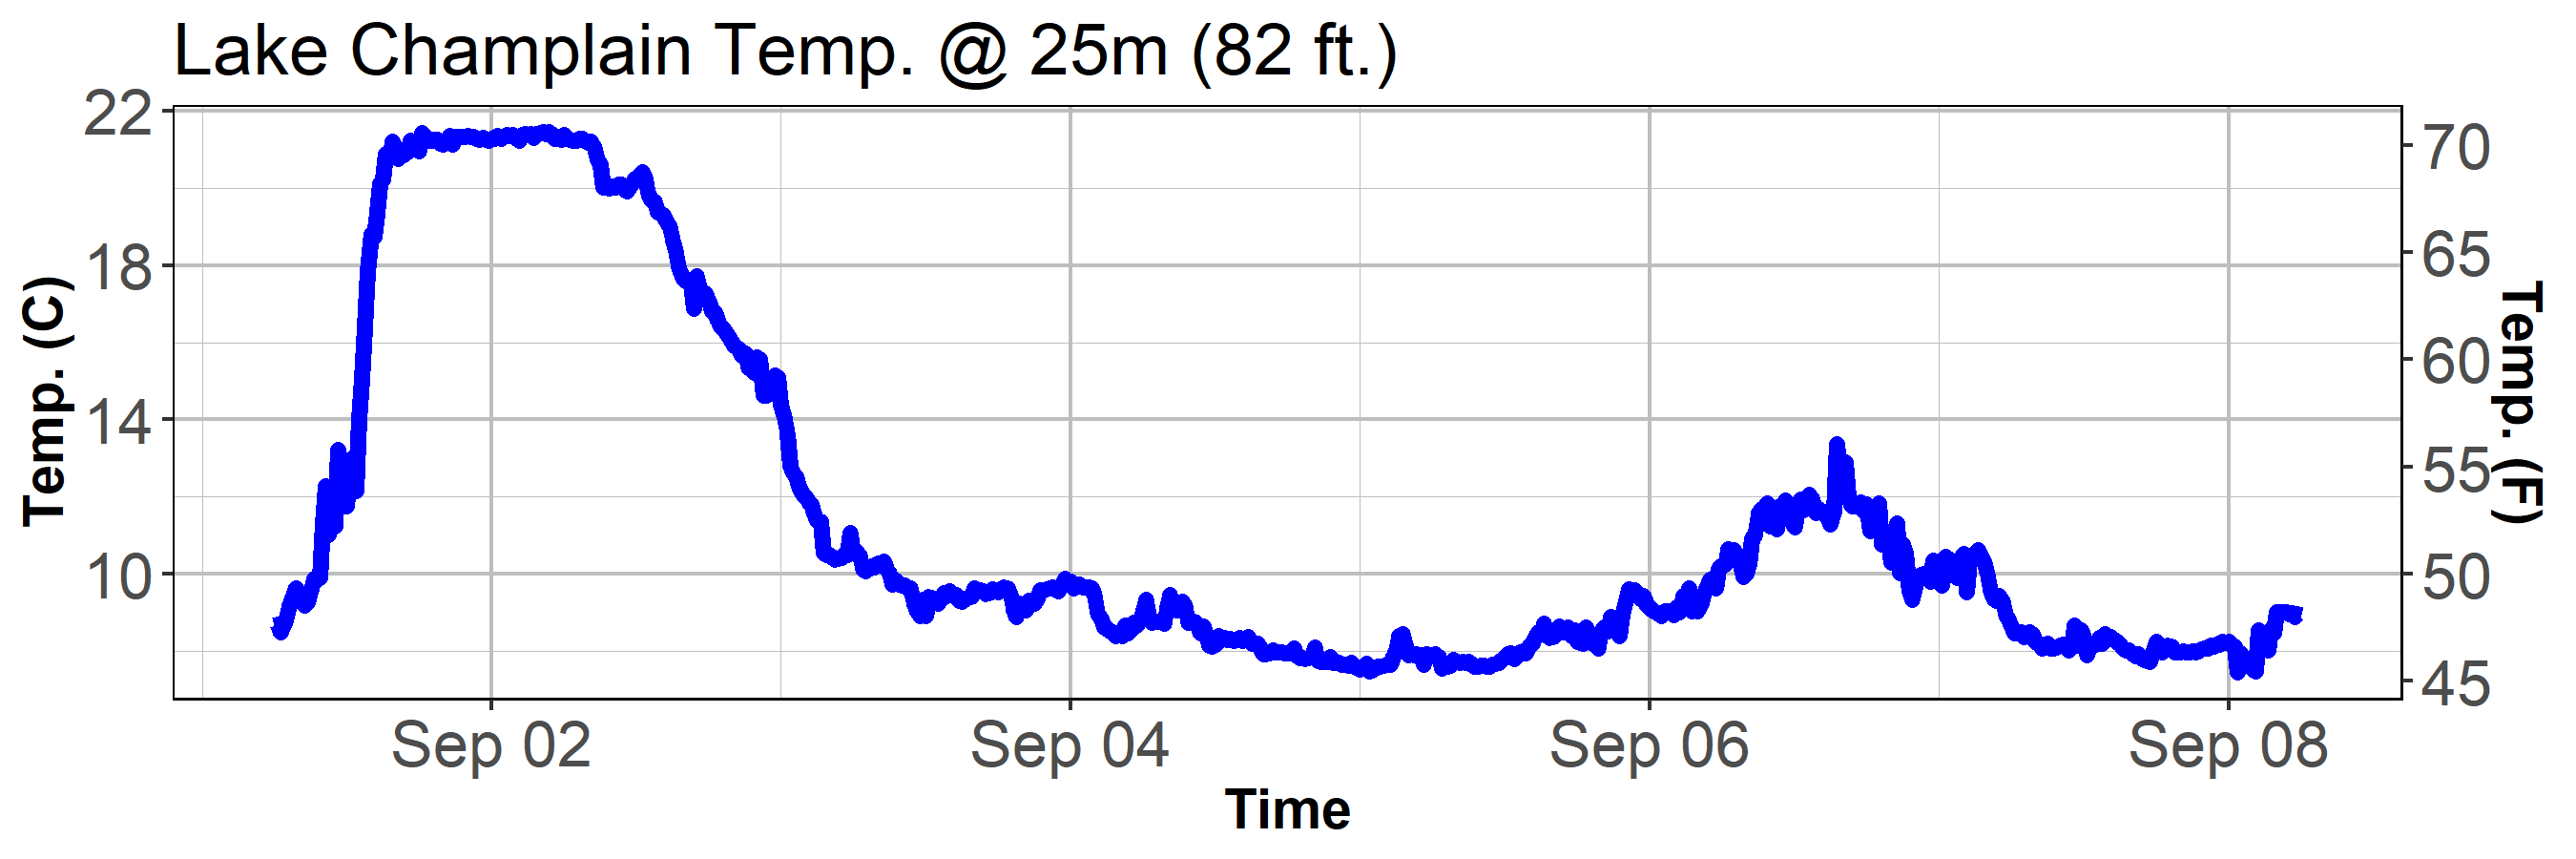 Lake Champlain Temp. @ 25m (82 ft.)
22
18
14
10
Temp. (C)
70
65
60
55
50
45
Temp. (F)
Sep 02
Sep 04
Sep 06
Sep 08
Time